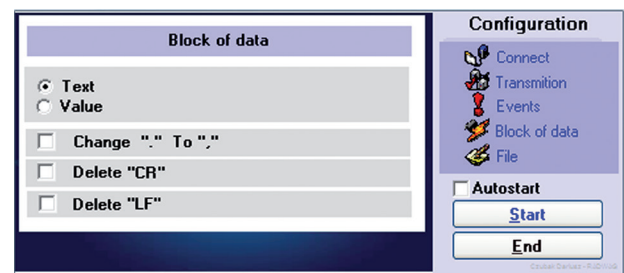 Block of data
Text
Value
Change "." To ","
Delete "CR"
Delete "LF"
Configuration
Connect
Transmition
Events
Block of data
File
Autostart
Start
End